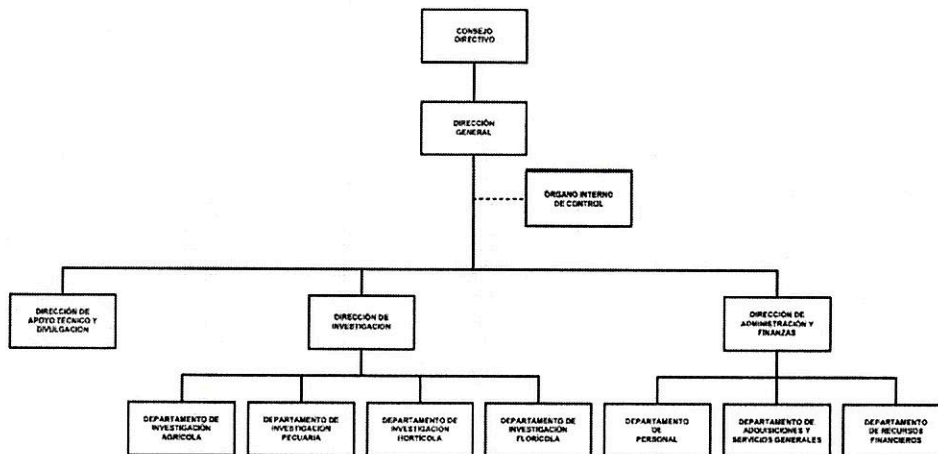 CONSEJO
DIRECTIVO
DIRECCIÓN
GENERAL
ÓRGANO INTERNO
DE CONTROL
DIRECCIÓN DE
APOYO TÉCNICO Y
DIVULGACIÓN
DIRECCIÓN DE
INVESTIGACIÓN
DIRECCIÓN DE
ADMINISTRACIÓN Y
FINANZAS
DEPARTAMENTO DE
INVESTIGACIÓN
AGRÍCOLA
DEPARTAMENTO DE
INVESTIGACIÓN
PECUARIA
DEPARTAMENTO DE
INVESTIGACIÓN
HORTÍCOLA
DEPARTAMENTO DE
INVESTIGACIÓN
FLORÍCOLA
DEPARTAMENTO
DE
PERSONAL
DEPARTAMENTO DE
ADQUISICIONES Y
SERVICIOS GENERALES
DEPARTAMENTO
DE RECURSOS
FINANCIEROS